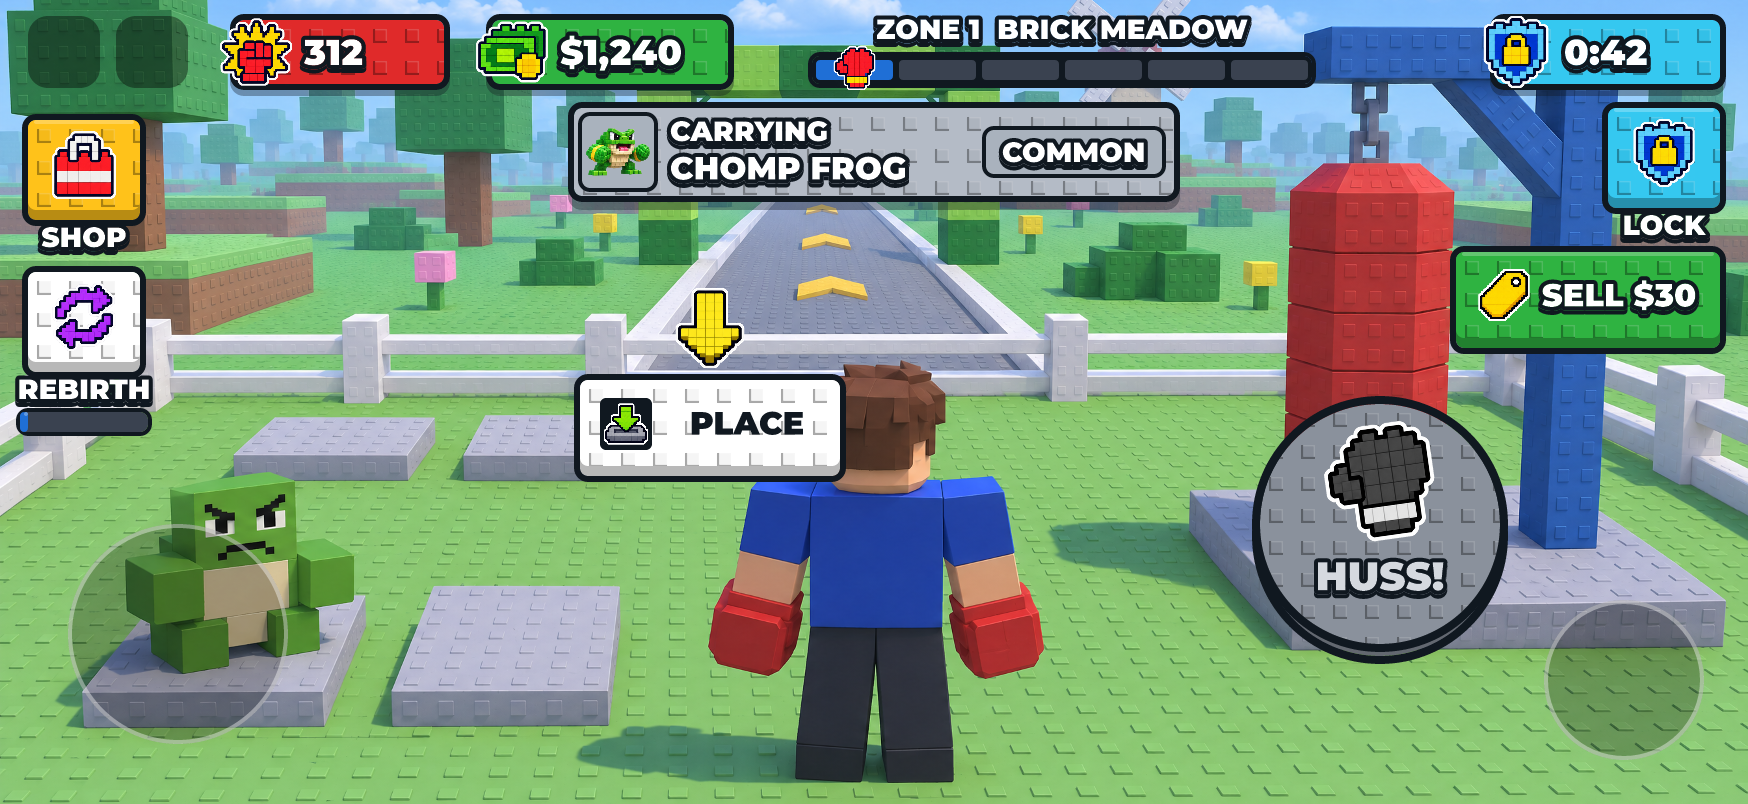 312
$1,240
ZONE 1 BRICK MEADOW
0:42
CARRYING
CHOMP FROG
COMMON
SHOP
LOCK
SELL $30
REBIRTH
PLACE
HUSS!